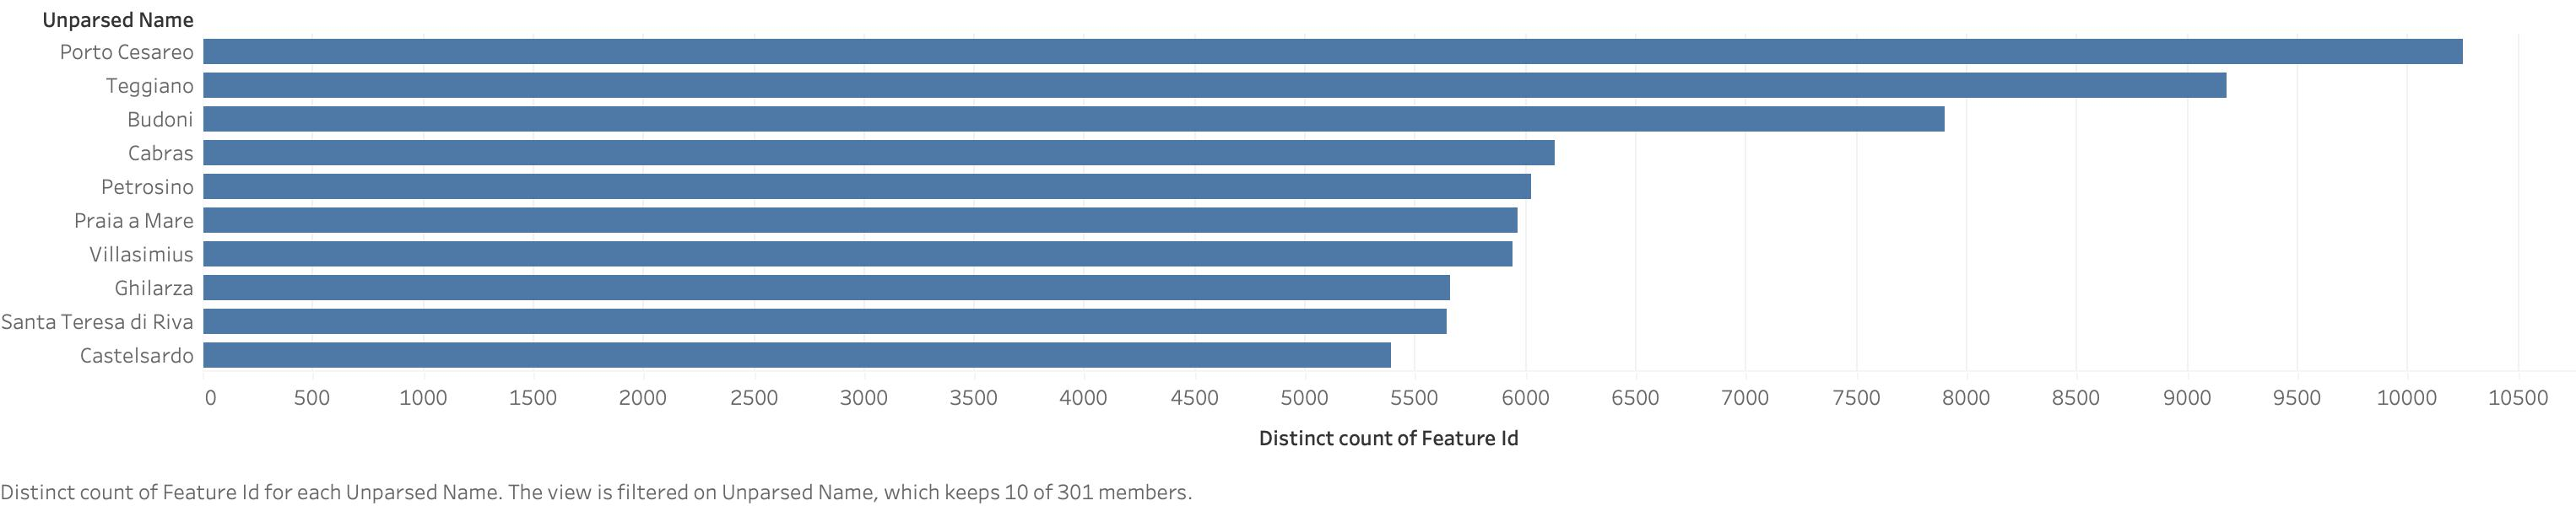 Unparsed Name
Porto Cesareo
Teggiano
Budoni
Cabras
Petrosino
Praia a Mare
Villasimius
Ghilarza
Santa Teresa di Riva
Castelsardo
0 500 1000 1500 2000 2500 3000 3500 4000 4500 5000 5500 6000 6500 7000 7500 8000 8500 9000 9500 10000 10500
Distinct count of Feature Id
Distinct count of Feature Id for each Unparsed Name. The view is filtered on Unparsed Name, which keeps 10 of 301 members.